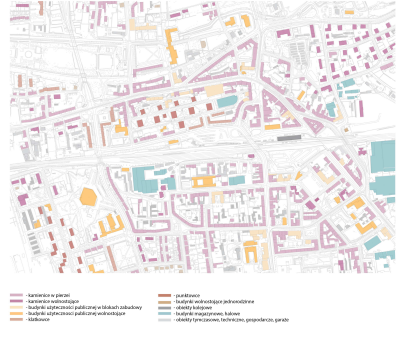 - kamienice w pierzei
- kamienice wolnostojące
- budynki użyteczności publicznej w blokach zabudowy
- budynki użyteczności publicznej wolnostojące
- klatkowce
- punktowce
- budynki wolnostojące jednorodzinne
- obiekty kolejowe
- budynki magazynowe, halowe
- obiekty tymczasowe, techniczne, gospodarcze, garaże